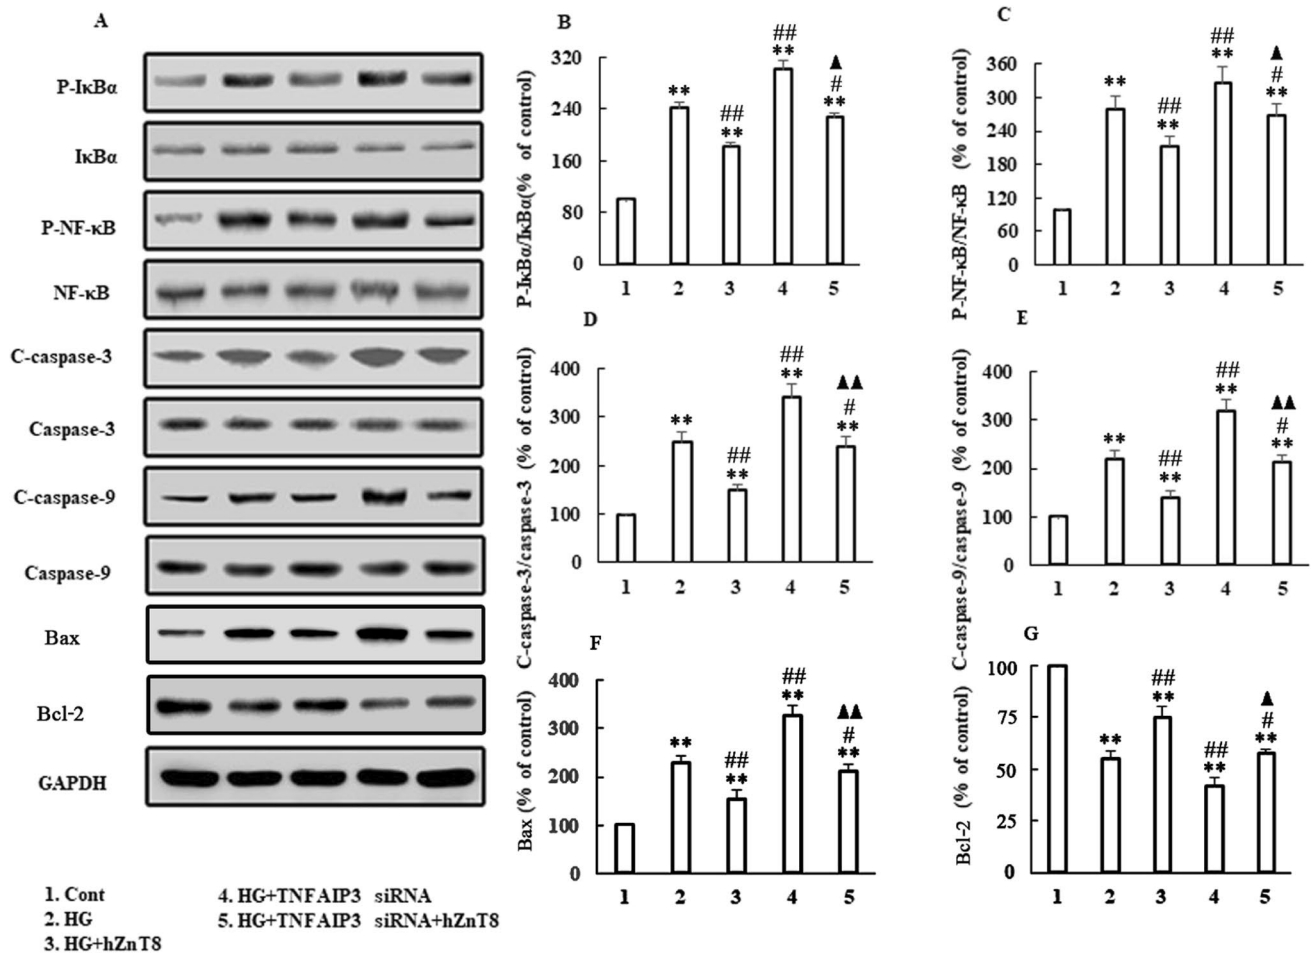 A
P-IκBα
IκBα
P-NF-κB
NF-κB
C-caspase-3
Caspase-3
C-caspase-9
Caspase-9
Bax
Bcl-2
GAPDH
1. Cont
2. HG
3. HG+hZnT8
4. HG+TNFAIP3 siRNA
5. HG+TNFAIP3 siRNA+hZnT8
B
P-IκBα/IκBα(% of control)
320
240
160
80
0
**
##
**
##
**
▲
#
**
1 2 3 4 5
C
P-NF-κB/NF-κB (% of control)
360
300
240
180
120
60
0
**
##
**
##
**
▲
#
**
1 2 3 4 5
D
C-caspase-3/caspase-3 (% of control)
400
300
200
100
0
**
##
**
##
**
▲▲
#
**
1 2 3 4 5
E
C-caspase-9/caspase-9 (% of control)
400
300
200
100
0
**
##
**
##
**
▲▲
#
**
1 2 3 4 5
F
Bax (% of control)
400
300
200
100
0
**
##
**
##
**
▲▲
#
**
1 2 3 4 5
G
Bcl-2 (% of control)
100
75
50
25
0
**
##
**
##
**
▲
#
**
1 2 3 4 5